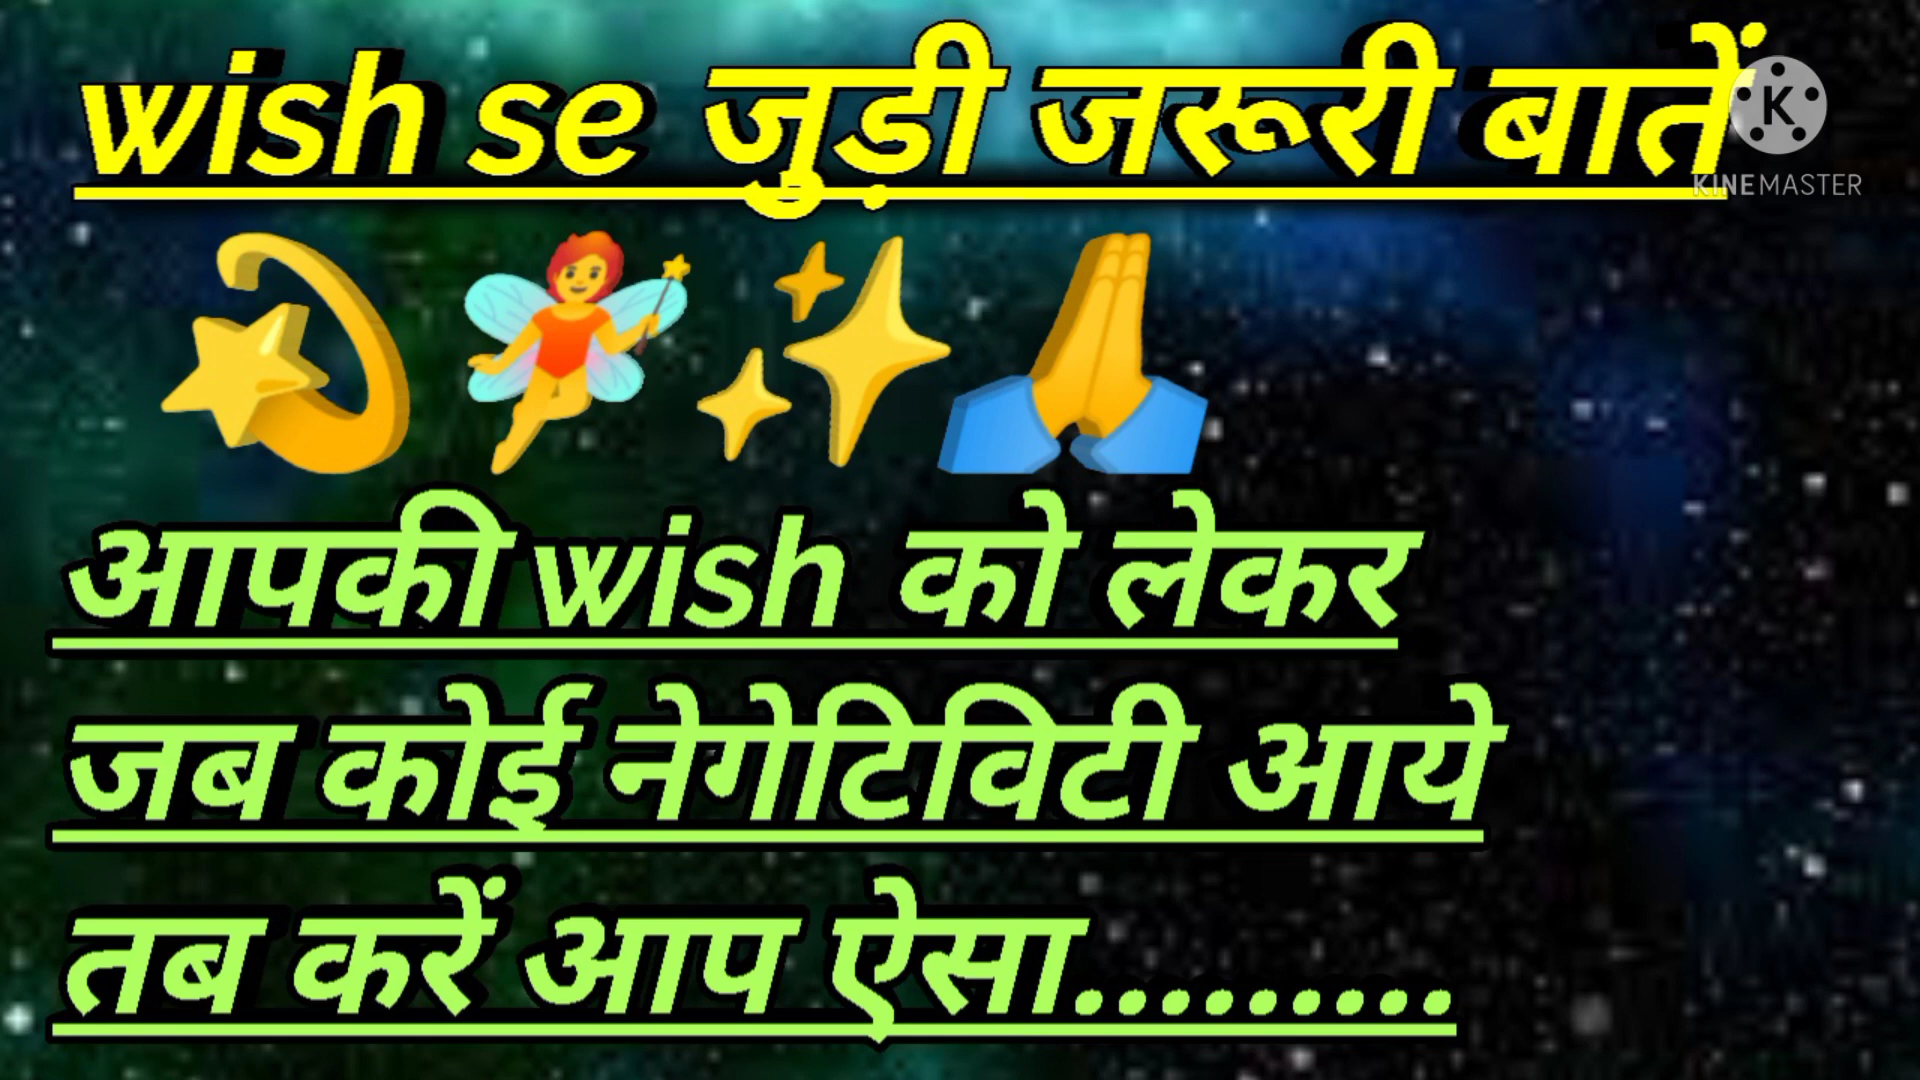 wish se जुड़ी जरूरी बातें
KINEMASTER
आपकी wish को लेकर
जब कोई नेगेटिविटी आये
तब करें आप ऐसा.........